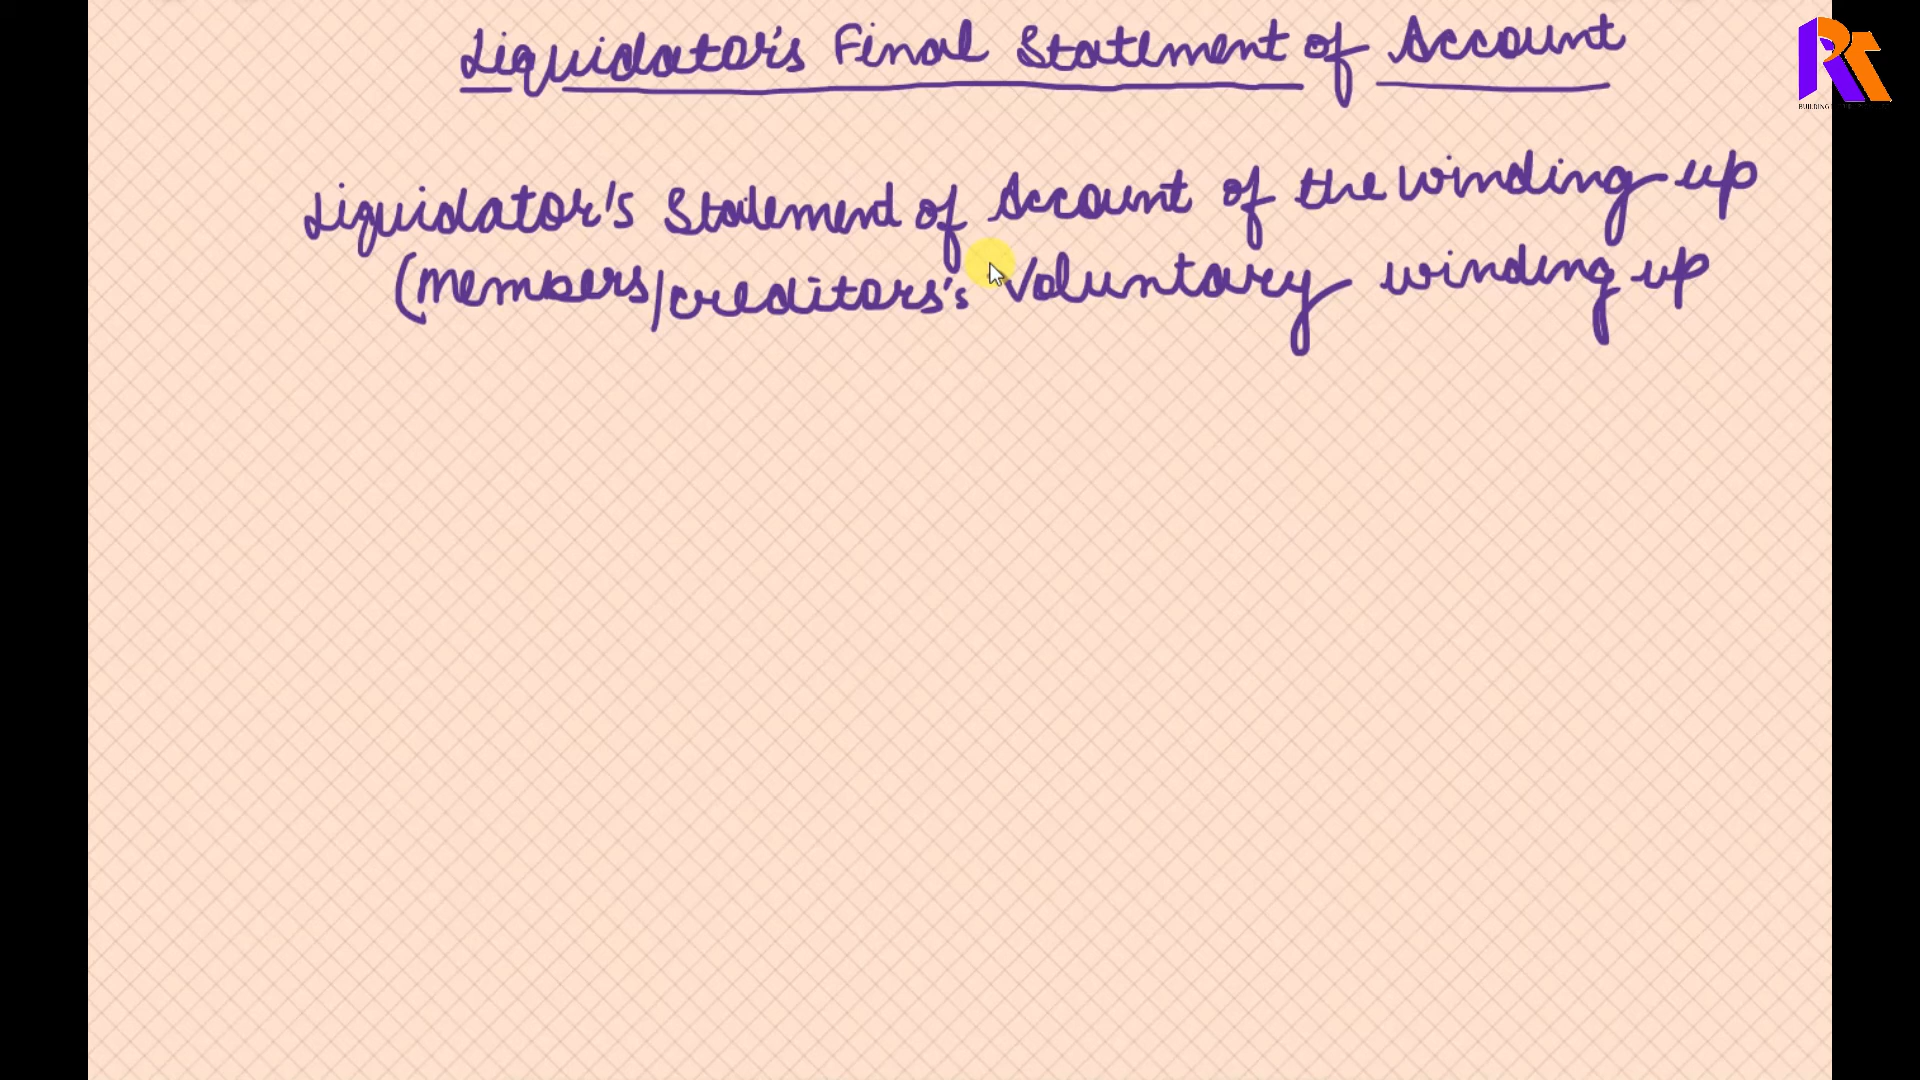 Liquidator's Final Statement of Account
Liquidator's Statement of Account of the winding up
(Members/creditors's Voluntary winding up